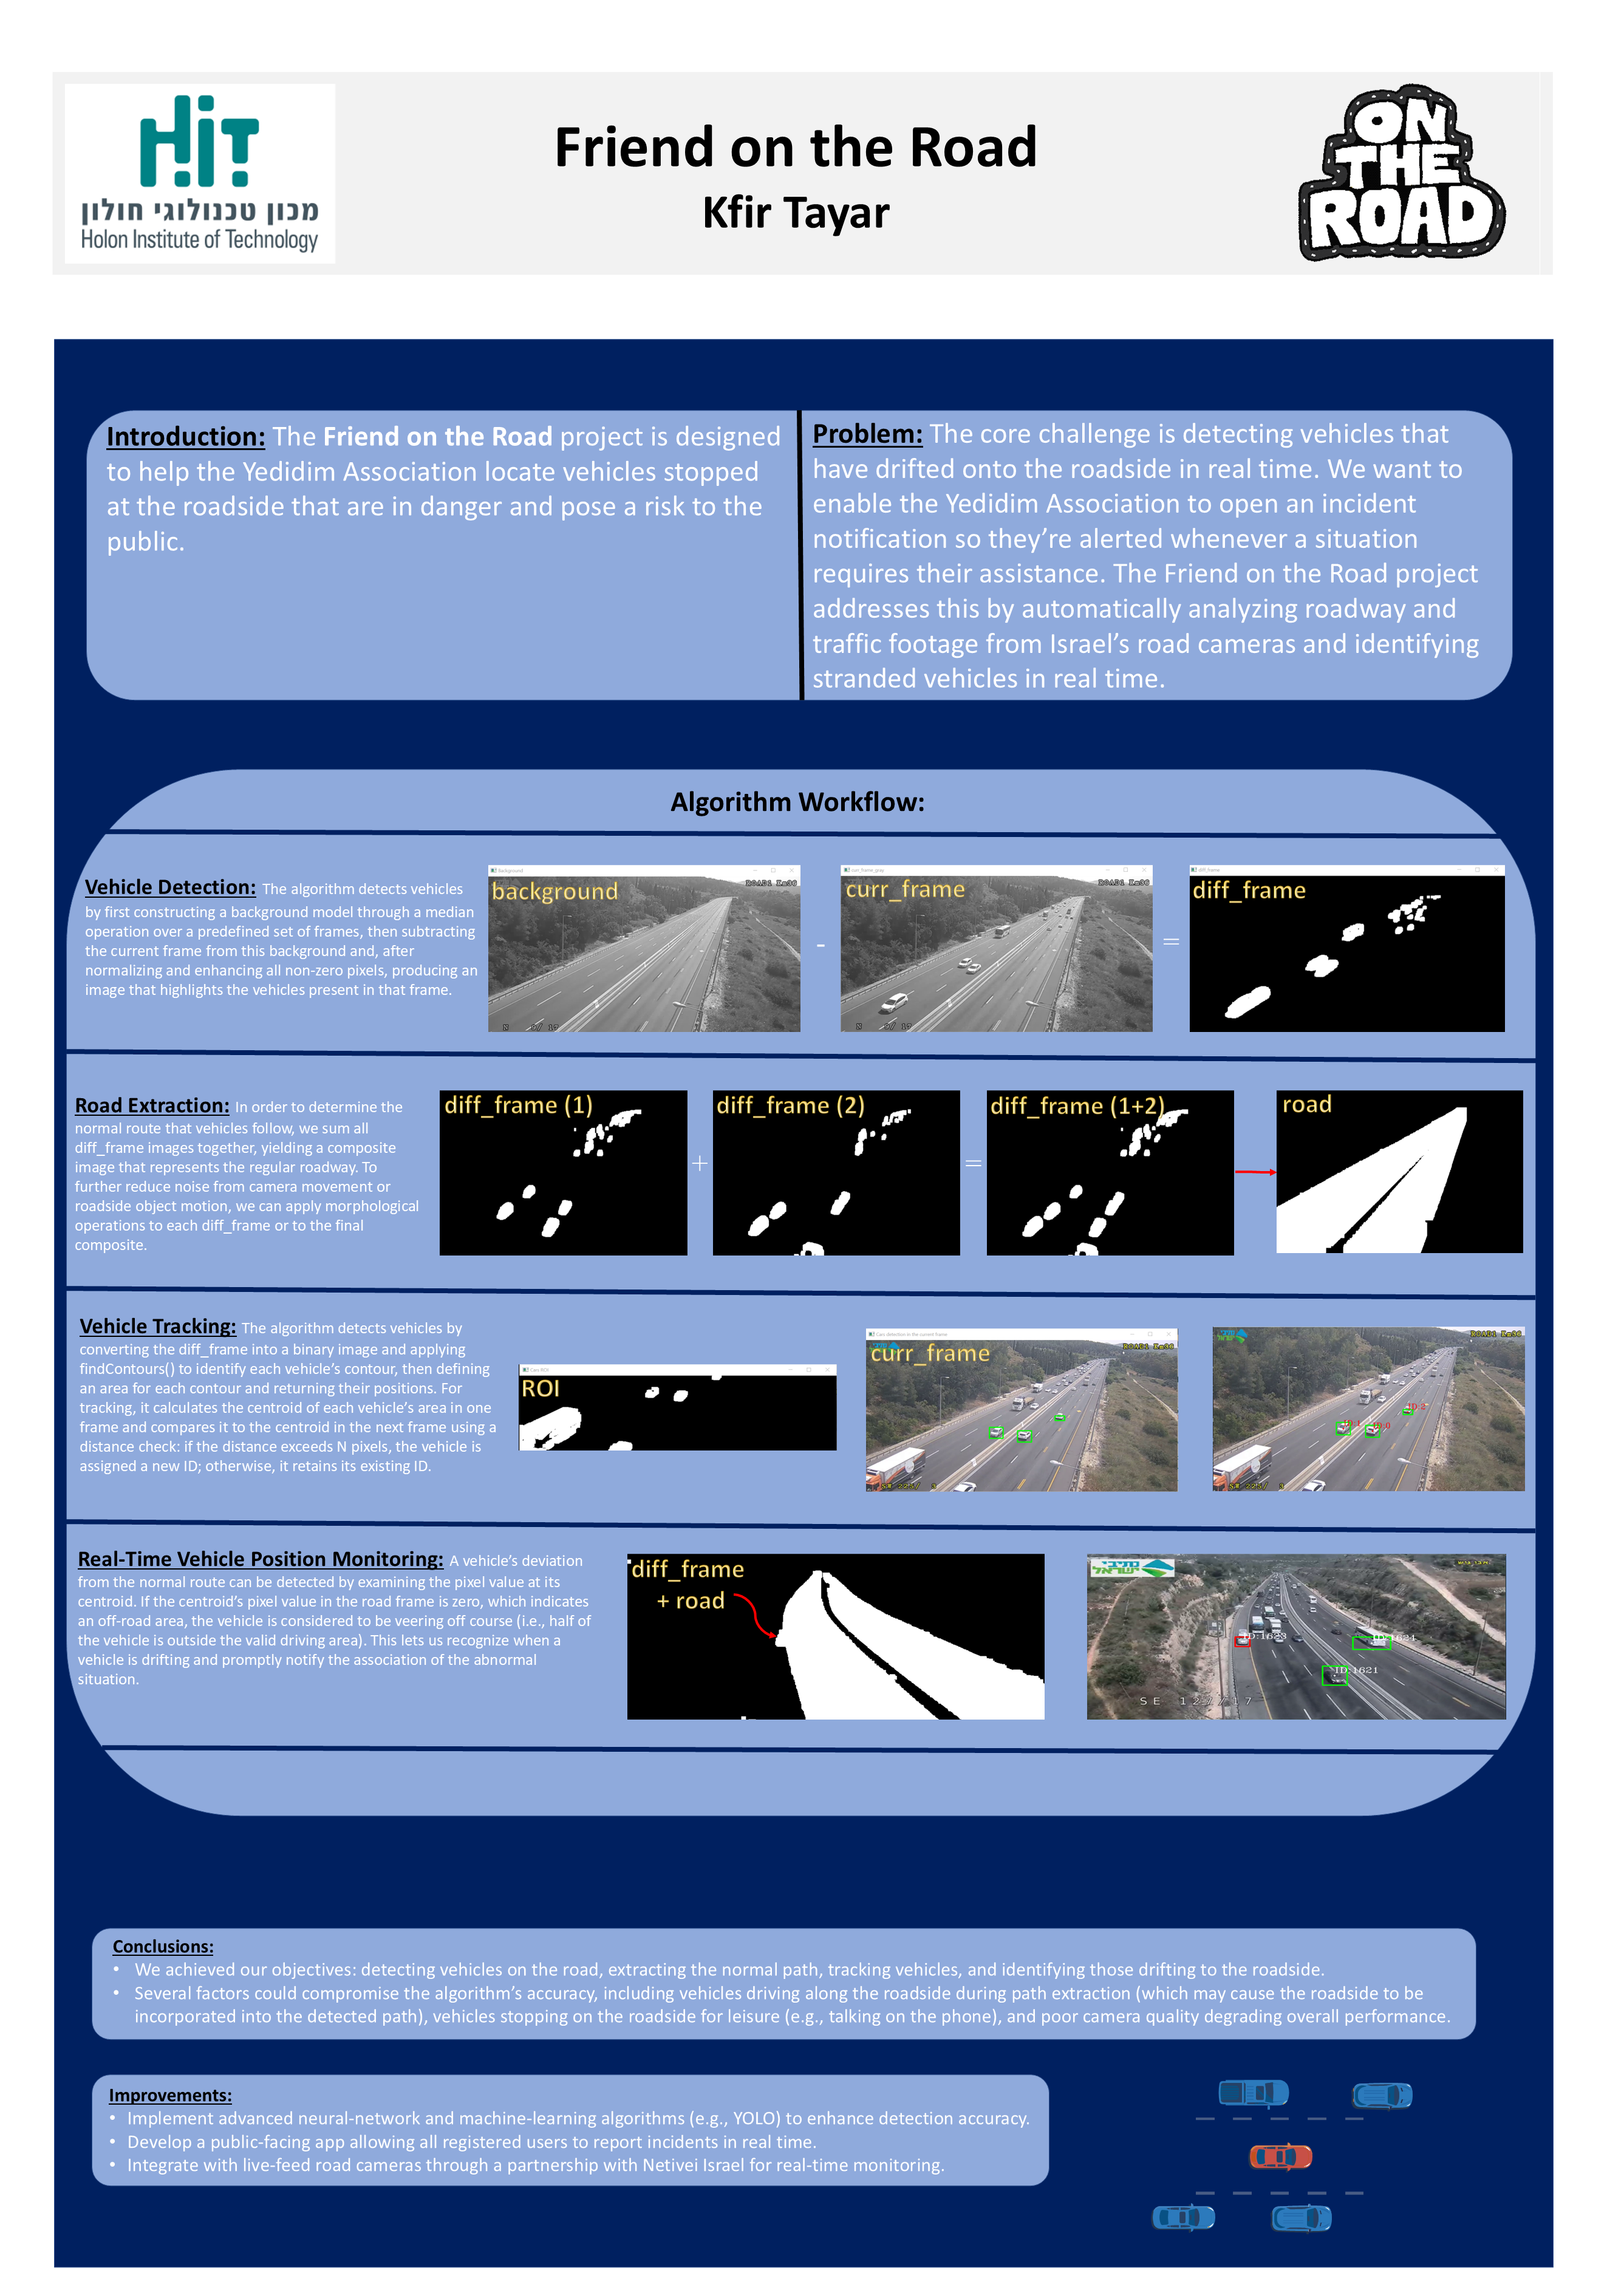 HiT
מכון טכנולוגי חולון
Holon Institute of Technology
Friend on the Road
Kfir Tayar
ON
THE
ROAD
Introduction: The Friend on the Road project is designed
to help the Yedidim Association locate vehicles stopped
at the roadside that are in danger and pose a risk to the
public.
Problem: The core challenge is detecting vehicles that
have drifted onto the roadside in real time. We want to
enable the Yedidim Association to open an incident
notification so they’re alerted whenever a situation
requires their assistance. The Friend on the Road project
addresses this by automatically analyzing roadway and
traffic footage from Israel’s road cameras and identifying
stranded vehicles in real time.
Algorithm Workflow:
Vehicle Detection: The algorithm detects vehicles
by first constructing a background model through a median
operation over a predefined set of frames, then subtracting
the current frame from this background and, after
normalizing and enhancing all non-zero pixels, producing an
image that highlights the vehicles present in that frame.
background
-
curr_frame
=
diff_frame
Road Extraction: In order to determine the
normal route that vehicles follow, we sum all
diff_frame images together, yielding a composite
image that represents the regular roadway. To
further reduce noise from camera movement or
roadside object motion, we can apply morphological
operations to each diff_frame or to the final
composite.
diff_frame (1)
+
diff_frame (2)
=
diff_frame (1+2)
road
Vehicle Tracking: The algorithm detects vehicles by
converting the diff_frame into a binary image and applying
findContours() to identify each vehicle’s contour, then defining
an area for each contour and returning their positions. For
tracking, it calculates the centroid of each vehicle’s area in one
frame and compares it to the centroid in the next frame using a
distance check: if the distance exceeds N pixels, the vehicle is
assigned a new ID; otherwise, it retains its existing ID.
Cars ROI
ROI
Cars detection in the current frame
curr_frame
ROAD1 Km36
ROAD1 Km36
Real-Time Vehicle Position Monitoring: A vehicle’s deviation
from the normal route can be detected by examining the pixel value at its
centroid. If the centroid’s pixel value in the road frame is zero, which indicates
an off-road area, the vehicle is considered to be veering off course (i.e., half of
the vehicle is outside the valid driving area). This lets us recognize when a
vehicle is drifting and promptly notify the association of the abnormal
situation.
diff_frame
+ road
נתיבי
ישראל
ID:1623
ID:1621
Conclusions:
• We achieved our objectives: detecting vehicles on the road, extracting the normal path, tracking vehicles, and identifying those drifting to the roadside.
• Several factors could compromise the algorithm’s accuracy, including vehicles driving along the roadside during path extraction (which may cause the roadside to be
incorporated into the detected path), vehicles stopping on the roadside for leisure (e.g., talking on the phone), and poor camera quality degrading overall performance.
Improvements:
• Implement advanced neural-network and machine-learning algorithms (e.g., YOLO) to enhance detection accuracy.
• Develop a public-facing app allowing all registered users to report incidents in real time.
• Integrate with live-feed road cameras through a partnership with Netivei Israel for real-time monitoring.